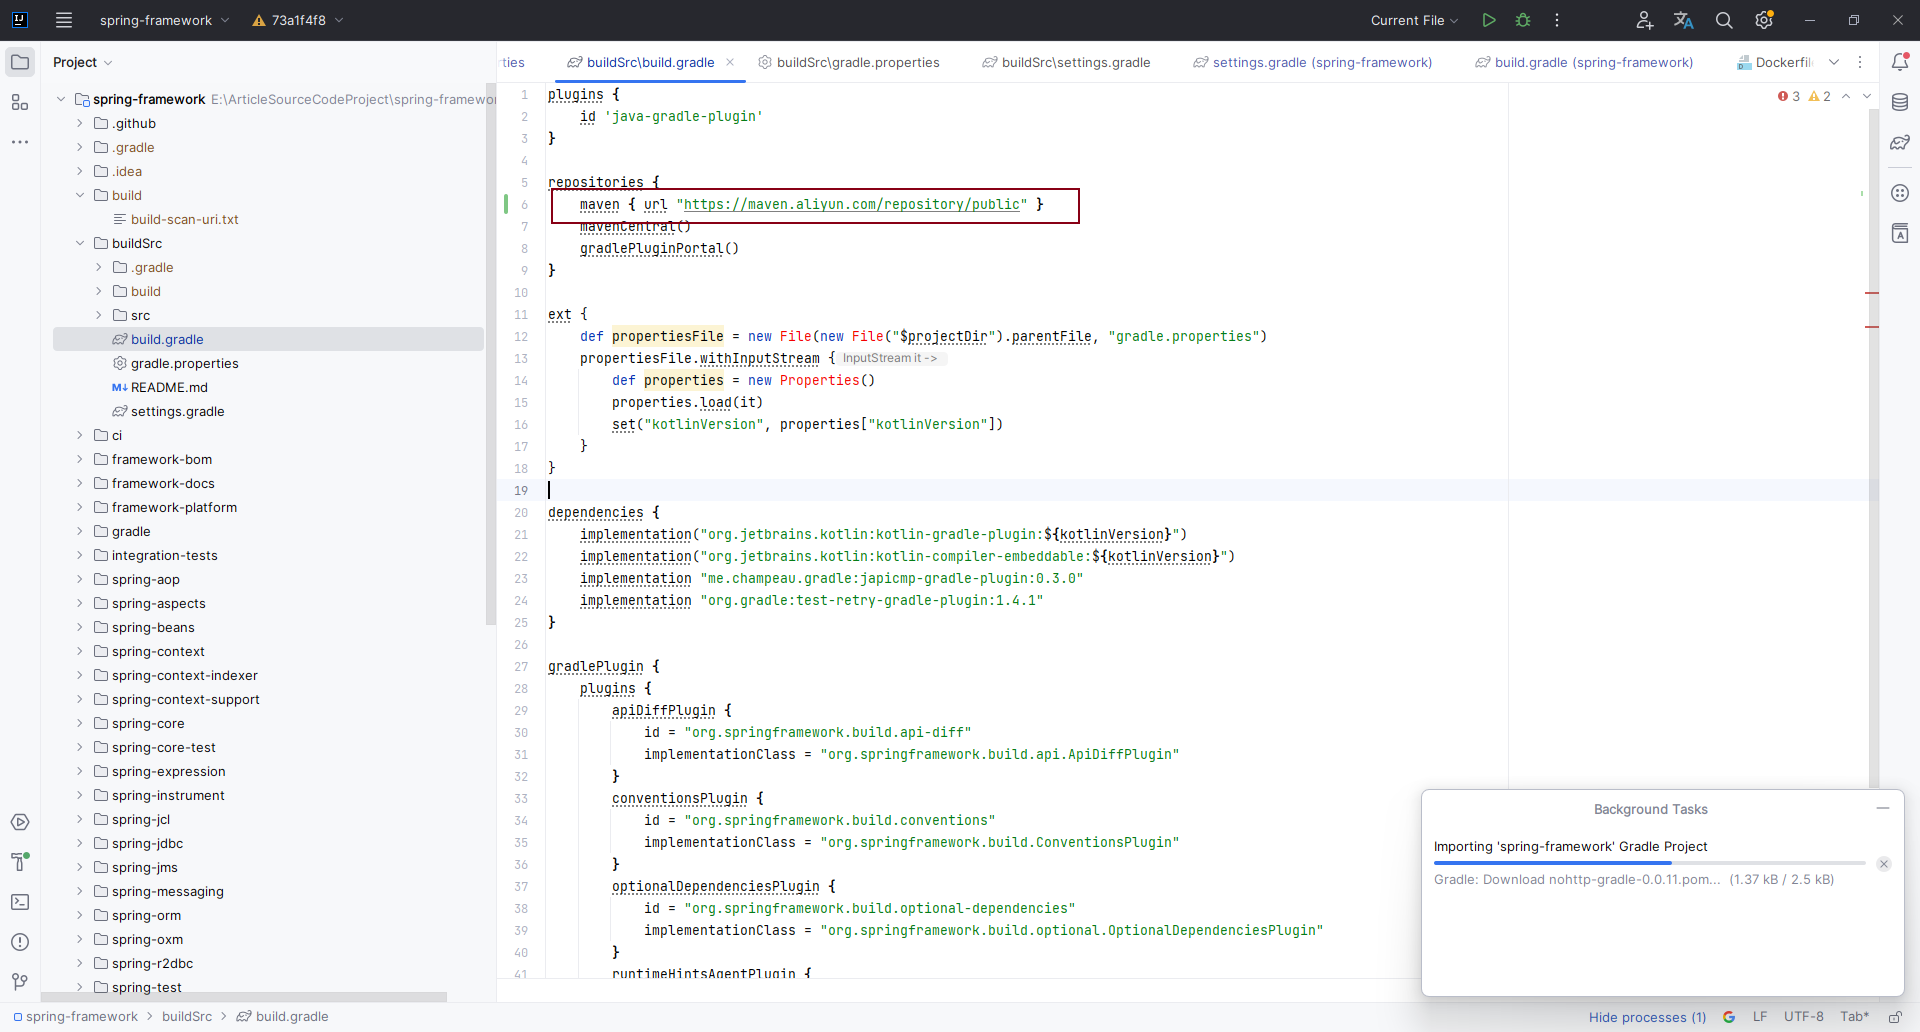 spring-framework
73a1f4f8
Current File
Project
spring-framework E:\ArticleSourceCodeProject\spring-framewor
.github
.gradle
.idea
build
build-scan-uri.txt
buildSrc
.gradle
build
src
build.gradle
gradle.properties
M↓ README.md
settings.gradle
ci
framework-bom
framework-docs
framework-platform
gradle
integration-tests
spring-aop
spring-aspects
spring-beans
spring-context
spring-context-indexer
spring-context-support
spring-core
spring-core-test
spring-expression
spring-instrument
spring-jcl
spring-jdbc
spring-jms
spring-messaging
spring-orm
spring-oxm
spring-r2dbc
spring-test
ties
buildSrc\build.gradle
buildSrc\gradle.properties
buildSrc\settings.gradle
settings.gradle (spring-framework)
build.gradle (spring-framework)
Dockerfil
3 2
1 plugins {
2 id 'java-gradle-plugin'
3 }
4
5 repositories {
6 maven { url "https://maven.aliyun.com/repository/public" }
7 mavenCentral()
8 gradlePluginPortal()
9 }
10
11 ext {
12 def propertiesFile = new File(new File("$projectDir").parentFile, "gradle.properties")
13 propertiesFile.withInputStream { InputStream it ->
14 def properties = new Properties()
15 properties.load(it)
16 set("kotlinVersion", properties["kotlinVersion"])
17 }
18 }
19
20 dependencies {
21 implementation("org.jetbrains.kotlin:kotlin-gradle-plugin:${kotlinVersion}")
22 implementation("org.jetbrains.kotlin:kotlin-compiler-embeddable:${kotlinVersion}")
23 implementation "me.champeau.gradle:japicmp-gradle-plugin:0.3.0"
24 implementation "org.gradle:test-retry-gradle-plugin:1.4.1"
25 }
26
27 gradlePlugin {
28 plugins {
29 apiDiffPlugin {
30 id = "org.springframework.build.api-diff"
31 implementationClass = "org.springframework.build.api.ApiDiffPlugin"
32 }
33 conventionsPlugin {
34 id = "org.springframework.build.conventions"
35 implementationClass = "org.springframework.build.ConventionsPlugin"
36 }
37 optionalDependenciesPlugin {
38 id = "org.springframework.build.optional-dependencies"
39 implementationClass = "org.springframework.build.optional.OptionalDependenciesPlugin"
40 }
41 runtimeHintsAgentPlugin {
Background Tasks
Importing 'spring-framework' Gradle Project
Gradle: Download nohttp-gradle-0.0.11.pom... (1.37 kB / 2.5 kB)
spring-framework > buildSrc > build.gradle
Hide processes (1)
LF
UTF-8
Tab*